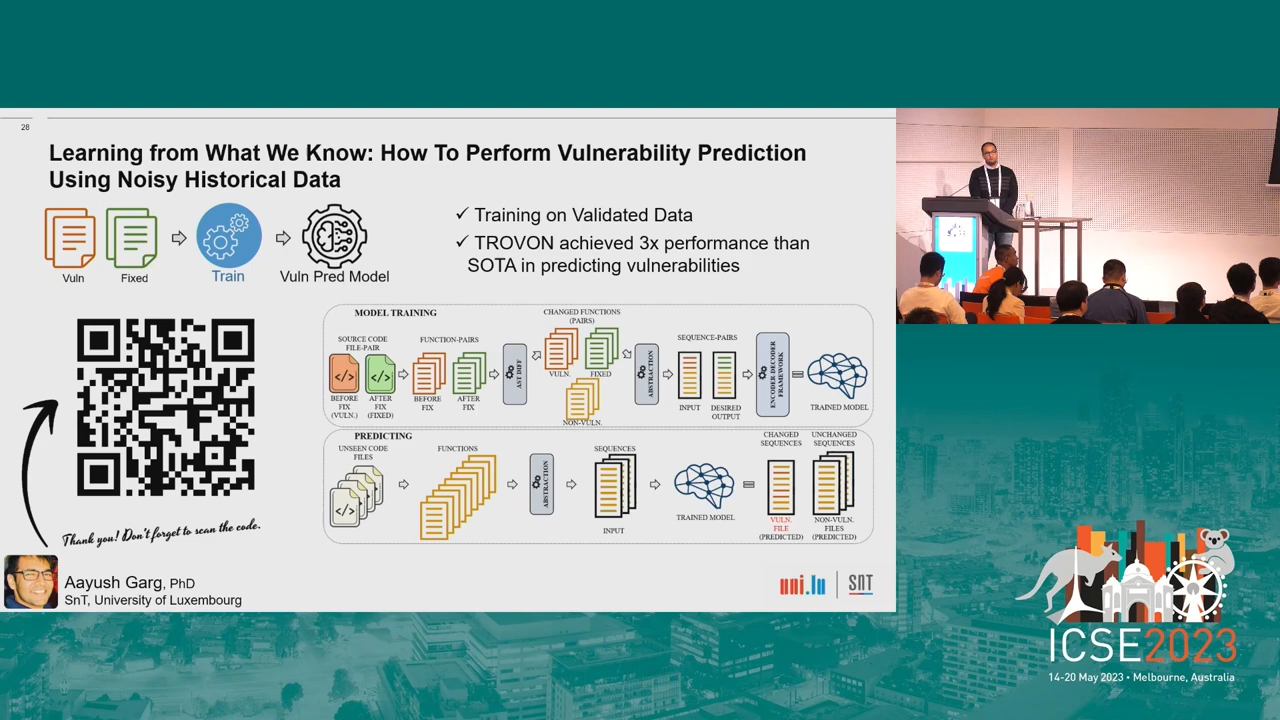 28
Learning from What We Know: How To Perform Vulnerability Prediction
Using Noisy Historical Data
Vuln
Fixed
Train
Vuln Pred Model
✓ Training on Validated Data
✓ TROVON achieved 3x performance than
SOTA in predicting vulnerabilities
MODEL TRAINING
SOURCE CODE
FILE-PAIR
</>
</>
BEFORE
FIX
(VULN.)
AFTER
FIX
(FIXED)
FUNCTION-PAIRS
BEFORE
FIX
AFTER
FIX
AST DIFF
CHANGED FUNCTIONS
(PAIRS)
VULN.
FIXED
NON-VULN.
ABSTRACTION
SEQUENCE-PAIRS
INPUT
DESIRED
OUTPUT
ENCODER DECODER
FRAMEWORK
TRAINED MODEL
PREDICTING
UNSEEN CODE
FILES
</>
FUNCTIONS
ABSTRACTION
SEQUENCES
INPUT
TRAINED MODEL
CHANGED
SEQUENCES
VULN.
FILE
(PREDICTED)
UNCHANGED
SEQUENCES
NON-VULN.
FILES
(PREDICTED)
Thank you! Don't forget to scan the code.
Aayush Garg, PhD
SnT, University of Luxembourg
uni.lu
SNT
ICSE2023
14-20 May 2023 • Melbourne, Australia